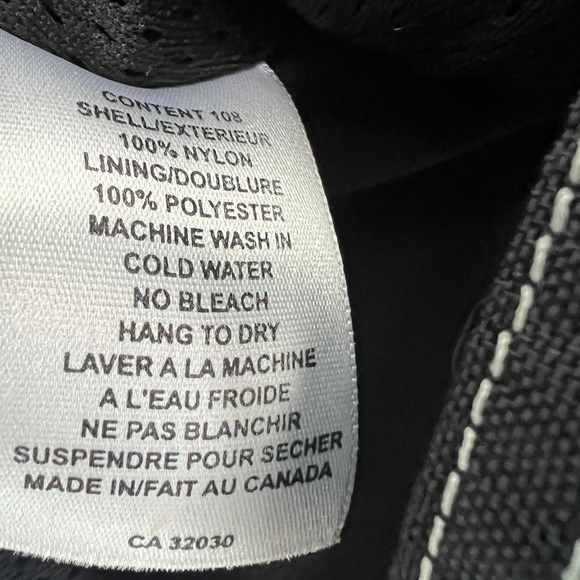 CONTENT 108
SHELL/EXTERIEUR
100% NYLON
LINING/DOUBLURE
100% POLYESTER
MACHINE WASH IN
COLD WATER
NO BLEACH
HANG TO DRY
LAVER A LA MACHINE
A L'EAU FROIDE
NE PAS BLANCHIR
SUSPENDRE POUR SECHER
MADE IN/FAIT AU CANADA
CA 32030